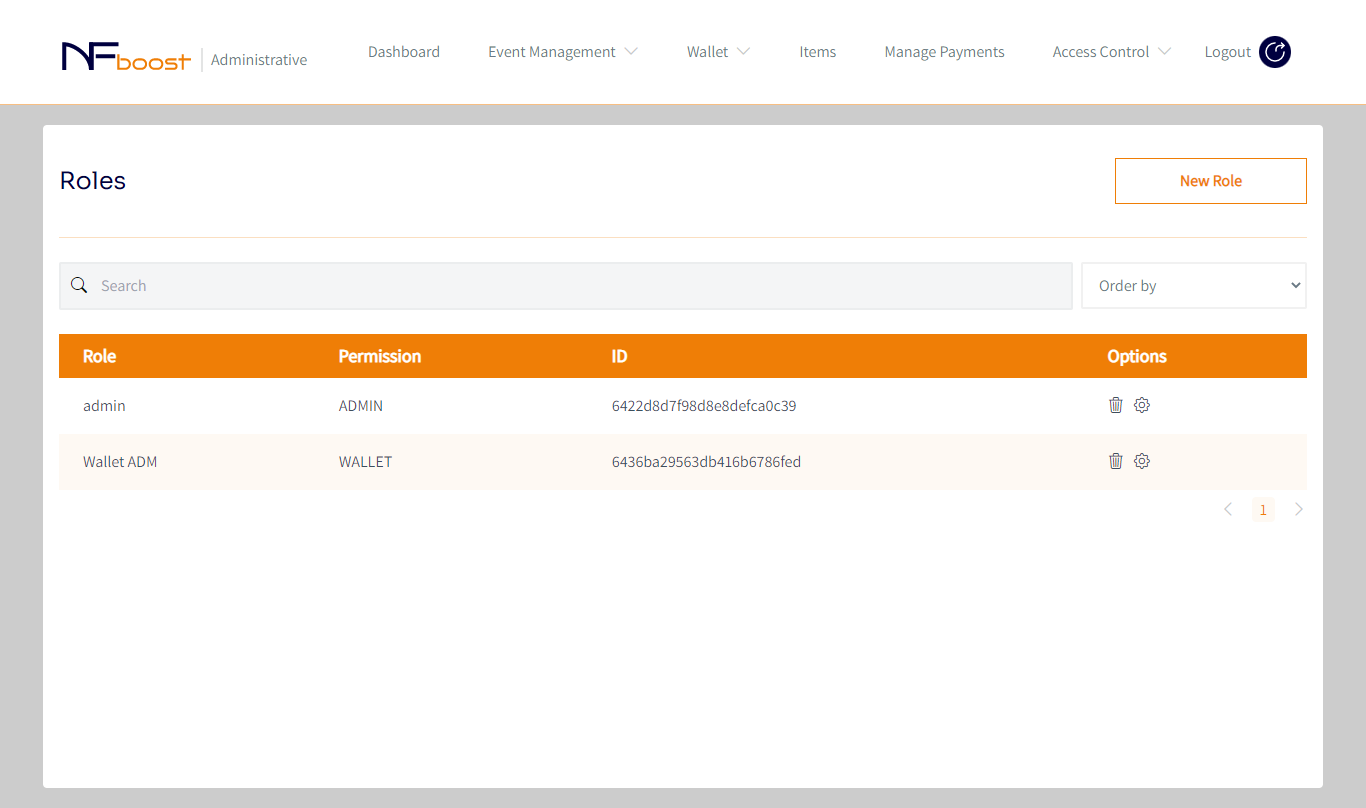 NFboost Administrative Dashboard Event Management Wallet Items Manage Payments Access Control Logout
Roles New Role
Search Order by
Role Permission ID Options
admin ADMIN 6422d8d7f98d8e8defca0c39
Wallet ADM WALLET 6436ba29563db416b6786fed
1